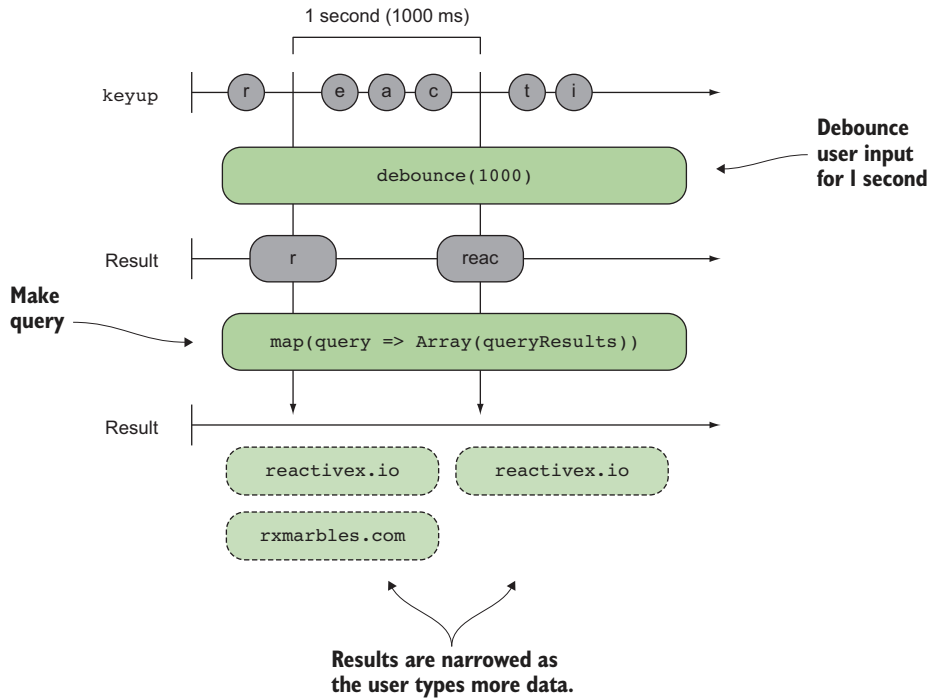 1 second (1000 ms)
keyup
r
e
a
c
t
i
debounce(1000)
Debounce
user input
for 1 second
Result
r
reac
Make
query
map(query => Array(queryResults))
Result
reactivex.io
reactivex.io
rxmarbles.com
Results are narrowed as
the user types more data.